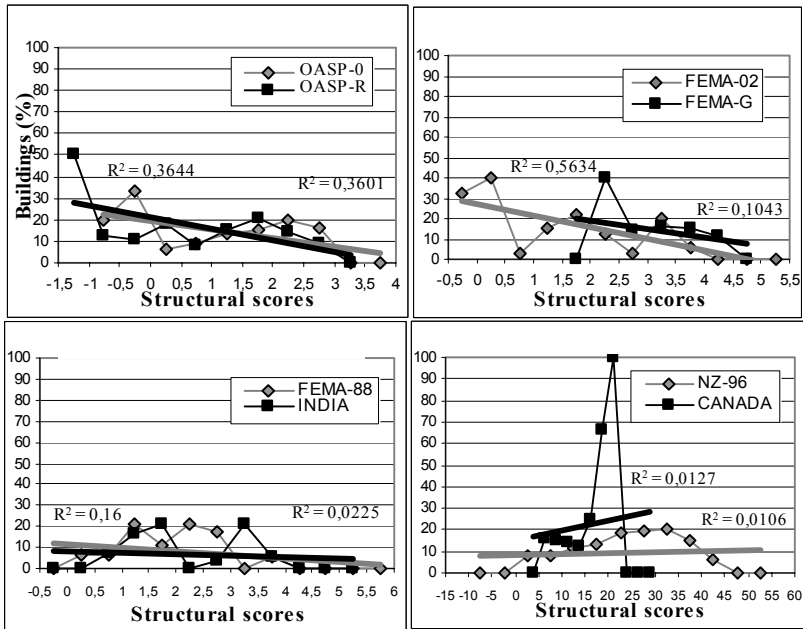 100
90
80
70
60
50
40
30
20
10
0
Buildings (%)
OASP-0
OASP-R
R² = 0,3644
R² = 0,3601
-1,5 -1 -0,5 0 0,5 1 1,5 2 2,5 3 3,5 4
Structural scores
100
90
80
70
60
50
40
30
20
10
0
FEMA-02
FEMA-G
R² = 0,5634
R² = 0,1043
-0,5 0,5 0 1 1,5 2 2,5 3 3,5 4 4,5 5 5,5
Structural scores
100
90
80
70
60
50
40
30
20
10
0
FEMA-88
INDIA
R² = 0,16
R² = 0,0225
-0,5 0 0,5 1 1,5 2 2,5 3 3,5 4 4,5 5 5,5 6
Structural scores
100
90
80
70
60
50
40
30
20
10
0
NZ-96
CANADA
R² = 0,0127
R² = 0,0106
-15 -10 -5 0 5 10 15 20 25 30 35 40 45 50 55 60
Structural scores